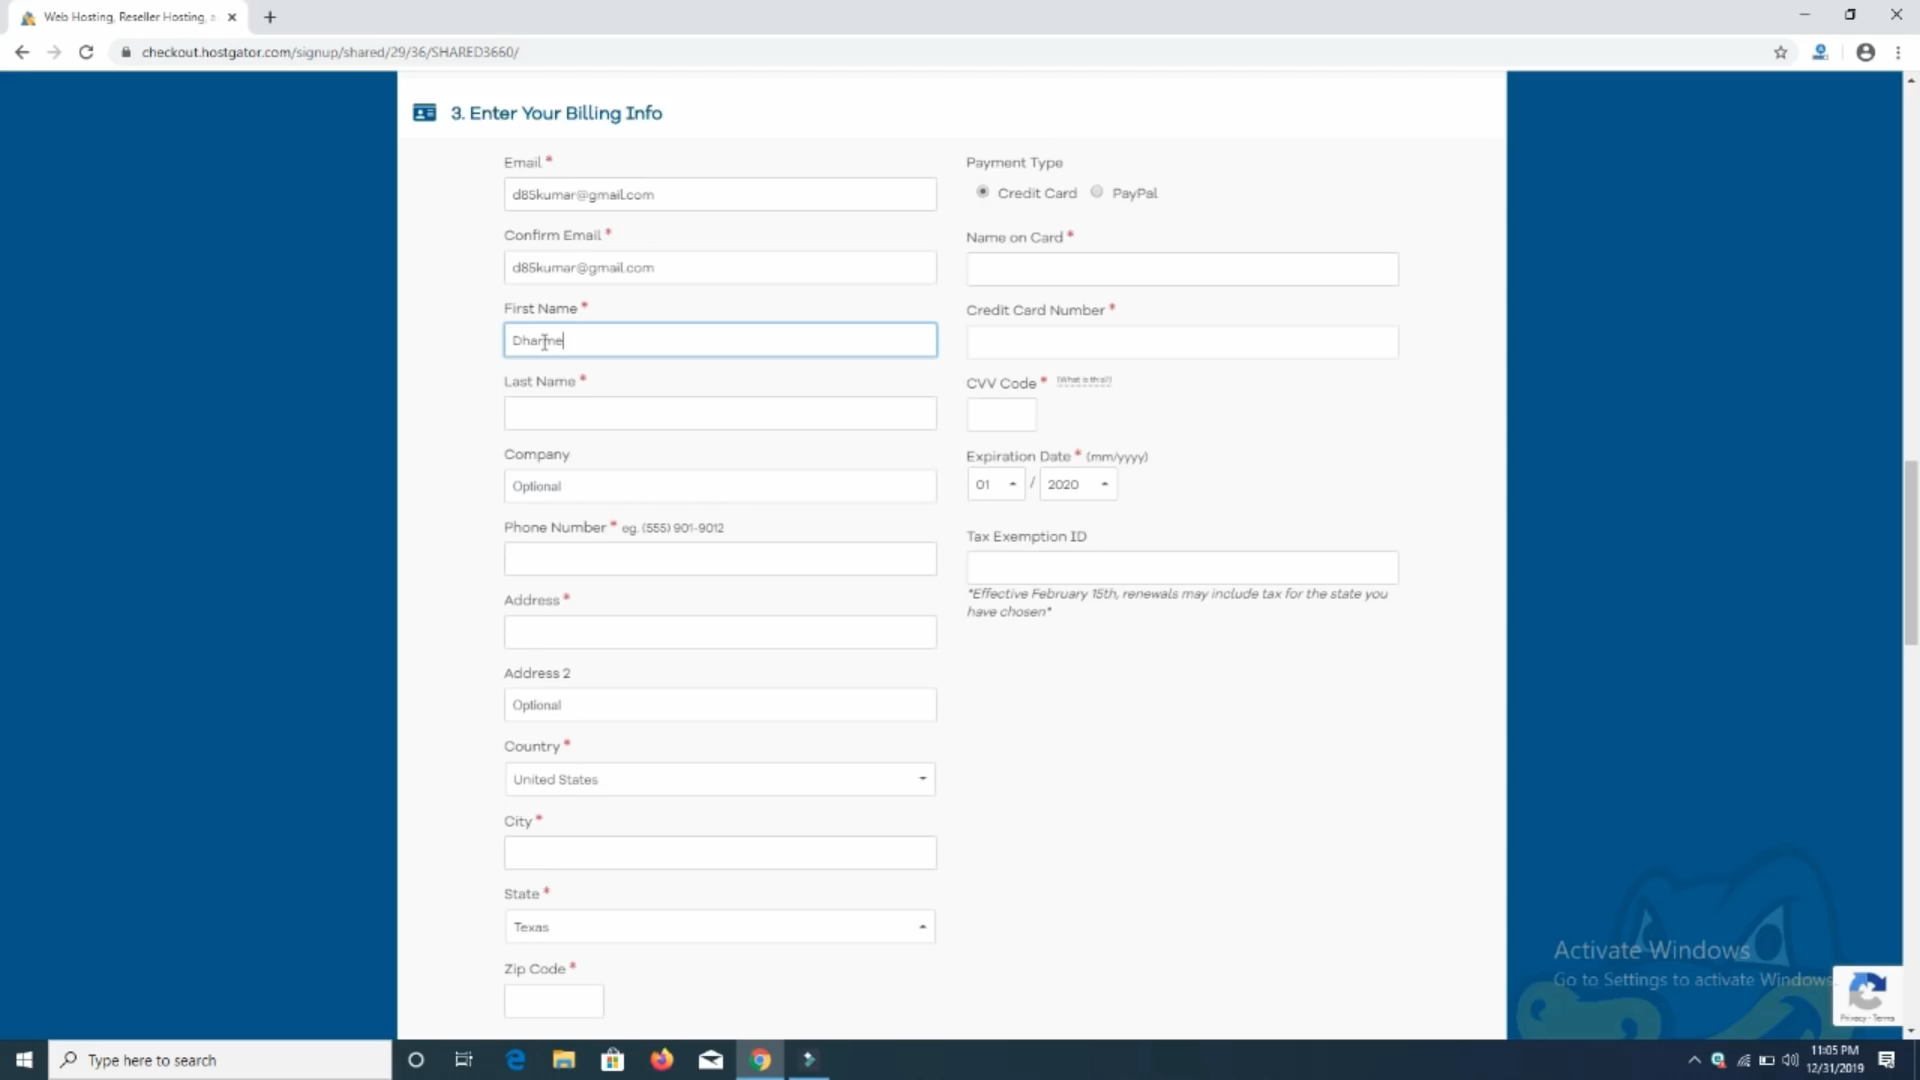 Web Hosting, Reseller Hosting, a
checkout.hostgator.com/signup/shared/29/36/SHARED3660/
3. Enter Your Billing Info
Email *
d85kumar@gmail.com
Confirm Email *
d85kumar@gmail.com
First Name *
Dharme
Last Name *
Company
Optional
Phone Number * eg. (555) 901-9012
Address *
Address 2
Optional
Country *
United States
City *
State *
Texas
Zip Code *
Payment Type
Credit Card PayPal
Name on Card *
Credit Card Number *
CVV Code * (What is this?)
Expiration Date * (mm/yyyy)
01 / 2020
Tax Exemption ID
*Effective February 15th, renewals may include tax for the state you
have chosen*
Activate Windows
Go to Settings to activate Windows.
Privacy - Terms
Type here to search
11:05 PM
12/31/2019